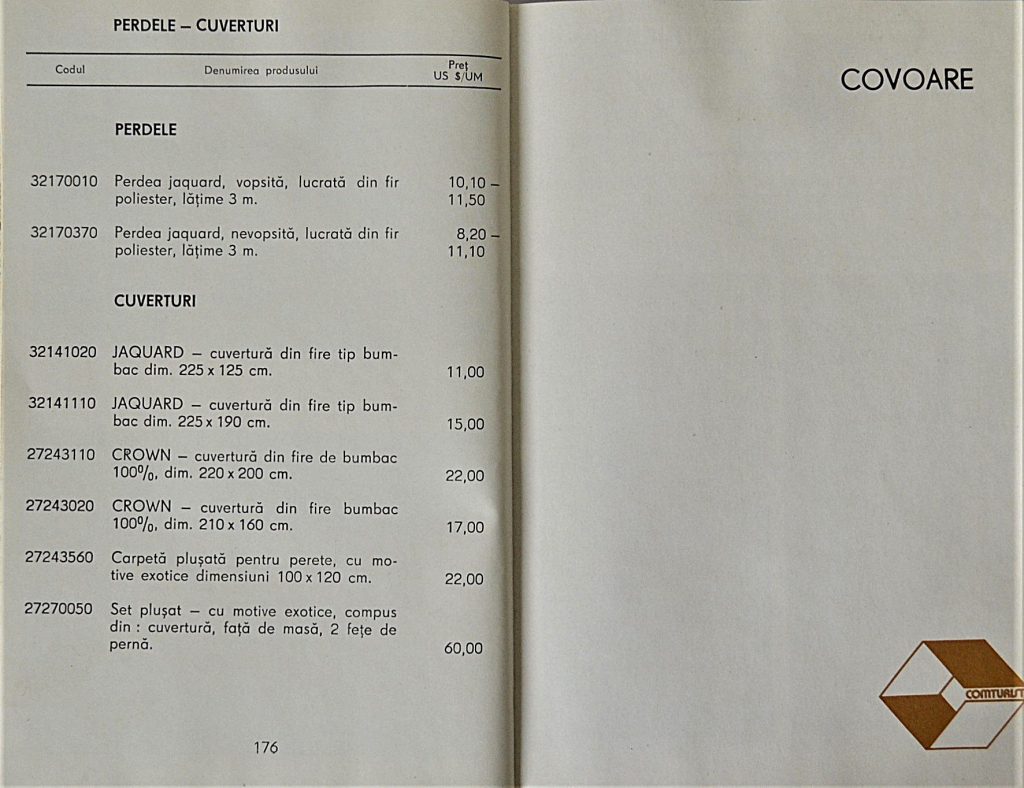 PERDELE – CUVERTURI
Codul Denumirea produsului Preț
US $/UM
PERDELE
32170010 Perdea jaquard, vopsită, lucrată din fir 10,10 –
poliester, lățime 3 m. 11,50
32170370 Perdea jaquard, nevopsită, lucrată din fir 8,20 –
poliester, lățime 3 m. 11,10
CUVERTURI
32141020 JAQUARD – cuvertură din fire tip bum-
bac dim. 225 x 125 cm. 11,00
32141110 JAQUARD – cuvertură din fire tip bum-
bac dim. 225 x 190 cm. 15,00
27243110 CROWN – cuvertură din fire de bumbac
100%, dim. 220 x 200 cm. 22,00
27243020 CROWN – cuvertură din fire bumbac
100%, dim. 210 x 160 cm. 17,00
27243560 Carpetă plușată pentru perete, cu mo-
tive exotice dimensiuni 100 x 120 cm. 22,00
27270050 Set plușat – cu motive exotice, compus
din : cuvertură, față de masă, 2 fețe de
pernă. 60,00
176
COVOARE
COMTURIST